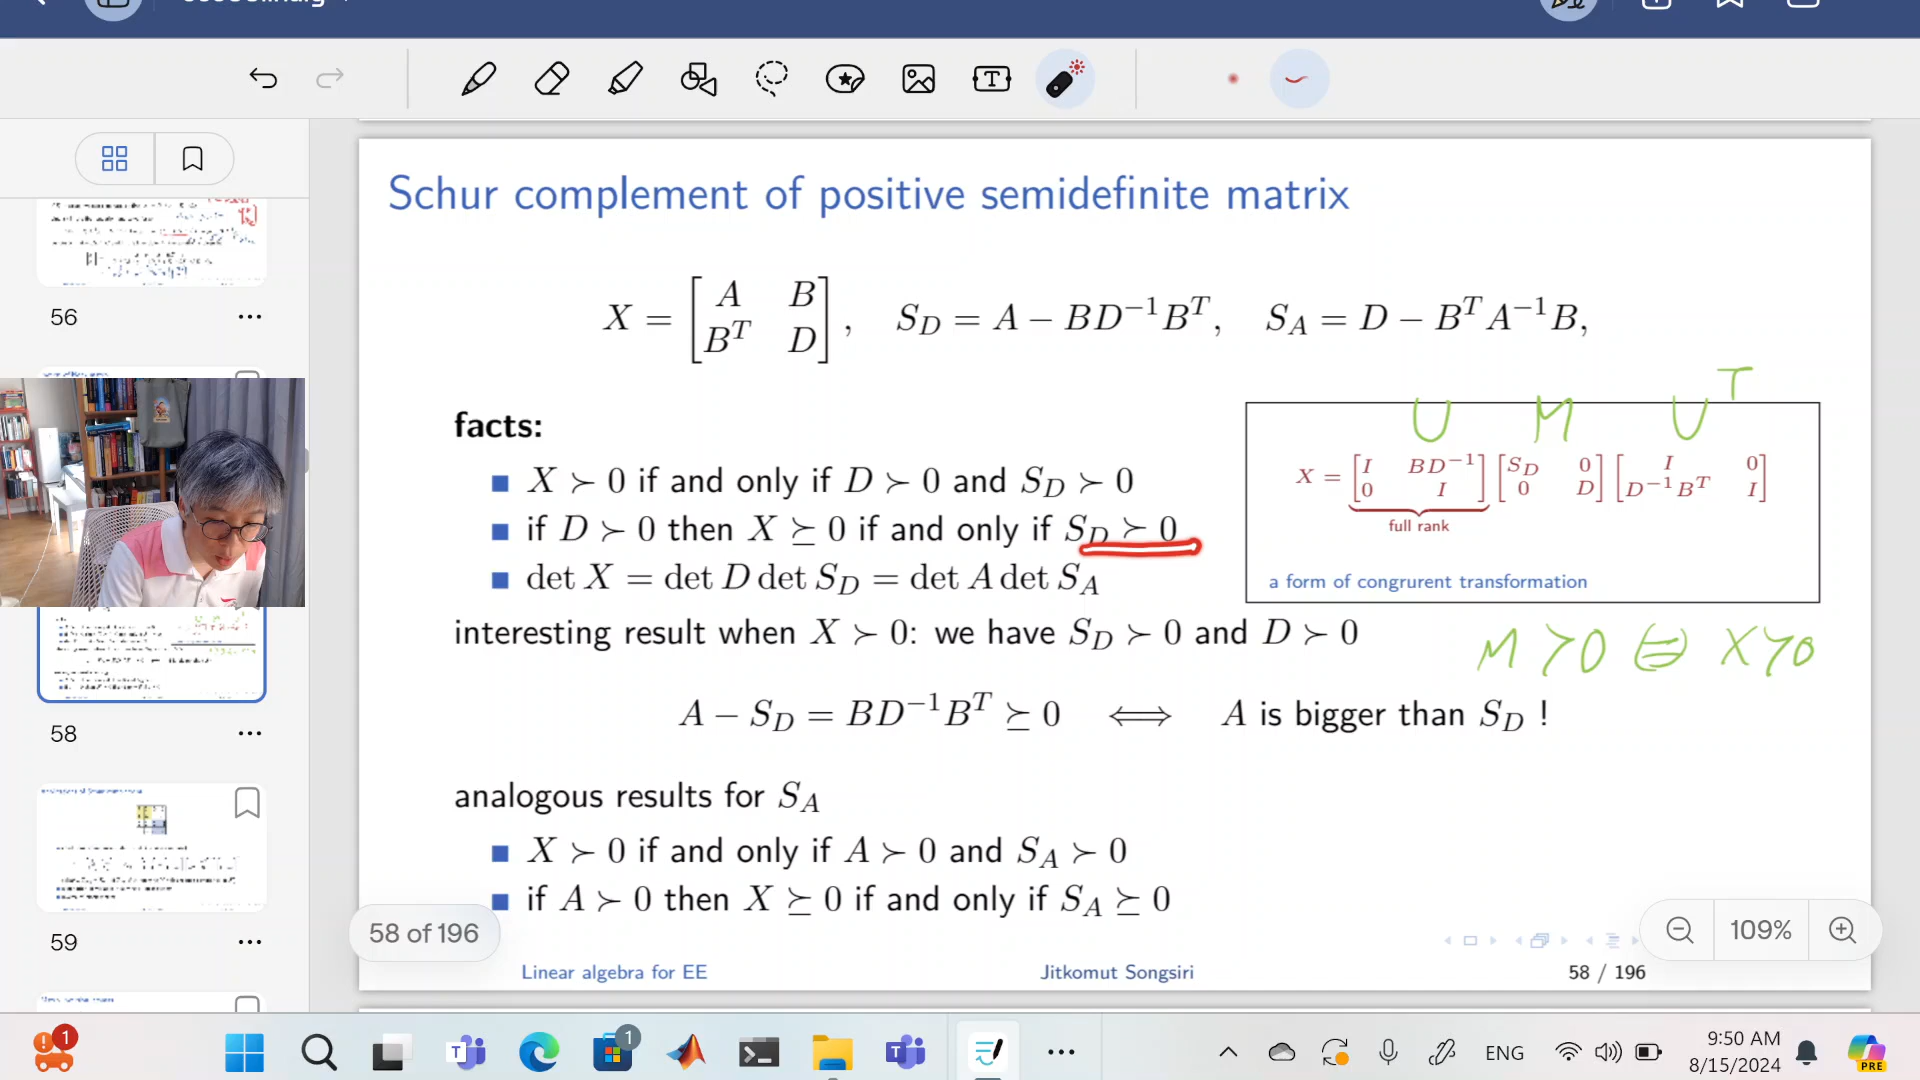 56
58
59
Schur complement of positive semidefinite matrix
X = [A B; B^T D], S_D = A − BD^{−1}B^T, S_A = D − B^T A^{−1}B,
facts:
■ X ≻ 0 if and only if D ≻ 0 and S_D ≻ 0
■ if D ≻ 0 then X ⪰ 0 if and only if S_D ⪰ 0
■ det X = det D det S_D = det A det S_A
U M U^T
X = [I BD^{−1}; 0 I] [S_D 0; 0 D] [I 0; D^{−1}B^T I]
full rank
a form of congrurent transformation
interesting result when X ≻ 0: we have S_D ≻ 0 and D ≻ 0
M ≻ 0 ⇔ X ≻ 0
A − S_D = BD^{−1}B^T ⪰ 0 ⟺ A is bigger than S_D !
analogous results for S_A
■ X ≻ 0 if and only if A ≻ 0 and S_A ≻ 0
■ if A ≻ 0 then X ⪰ 0 if and only if S_A ⪰ 0
58 of 196
109%
Linear algebra for EE Jitkomut Songsiri 58 / 196
1
1
ENG
9:50 AM
8/15/2024
PRE